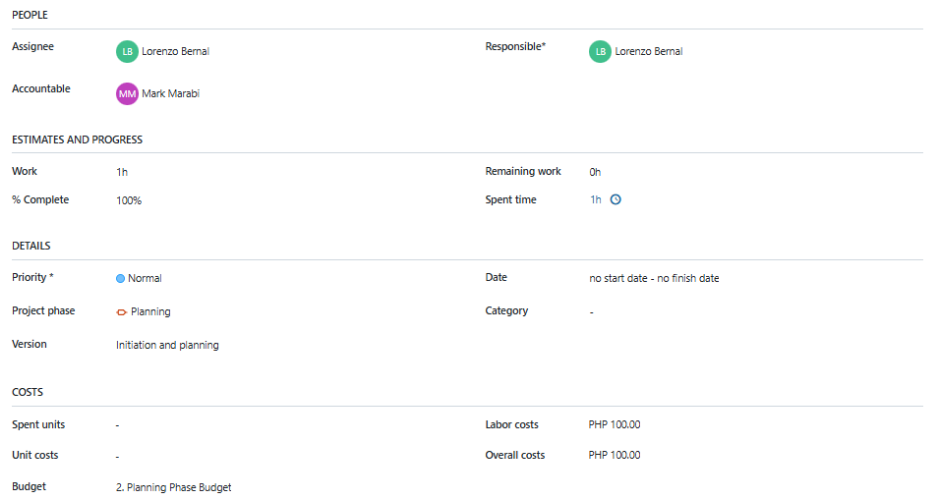 PEOPLE
Assignee LB Lorenzo Bernal Responsible* LB Lorenzo Bernal
Accountable MM Mark Marabi
ESTIMATES AND PROGRESS
Work 1h Remaining work 0h
% Complete 100% Spent time 1h
DETAILS
Priority * Normal Date no start date - no finish date
Project phase Planning Category -
Version Initiation and planning
COSTS
Spent units - Labor costs PHP 100.00
Unit costs - Overall costs PHP 100.00
Budget 2. Planning Phase Budget